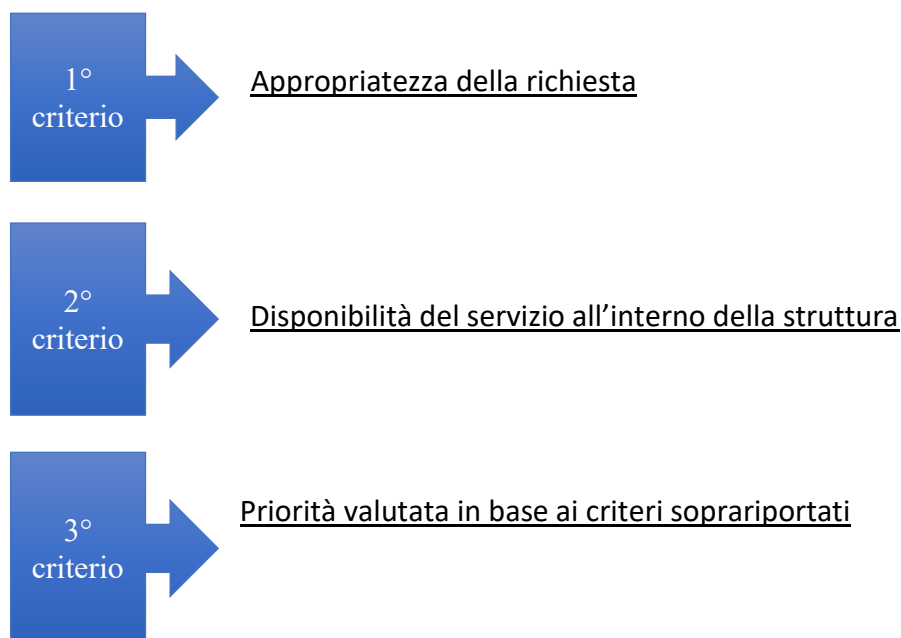 1°
criterio
Appropriatezza della richiesta
2°
criterio
Disponibilità del servizio all’interno della struttura
3°
criterio
Priorità valutata in base ai criteri soprariportati